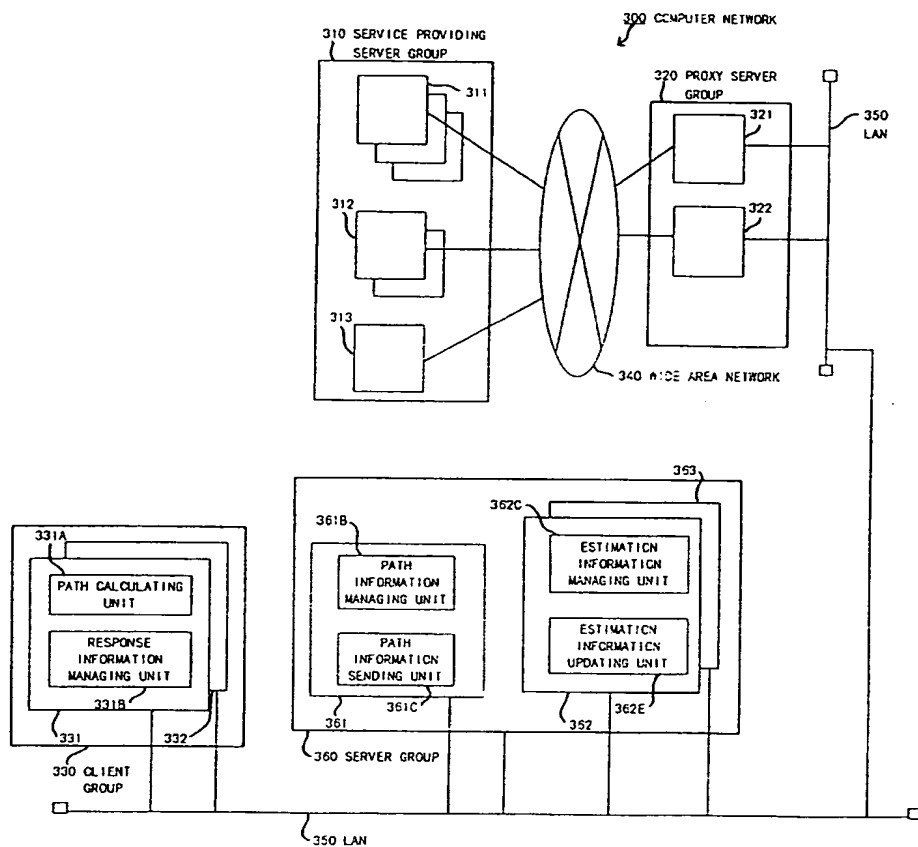 300 COMPUTER NETWORK
310 SERVICE PROVIDING
SERVER GROUP
311
312
313
320 PROXY SERVER
GROUP
321
322
350
LAN
340 WIDE AREA NETWORK
331A
PATH CALCULATING
UNIT
RESPONSE
INFORMATION
MANAGING UNIT
331B
331
332
330 CLIENT
GROUP
361B
PATH
INFORMATION
MANAGING UNIT
PATH
INFORMATION
SENDING UNIT
361C
361
360 SERVER GROUP
362C
363
ESTIMATION
INFORMATION
MANAGING UNIT
ESTIMATION
INFORMATION
UPDATING UNIT
362E
362
350 LAN